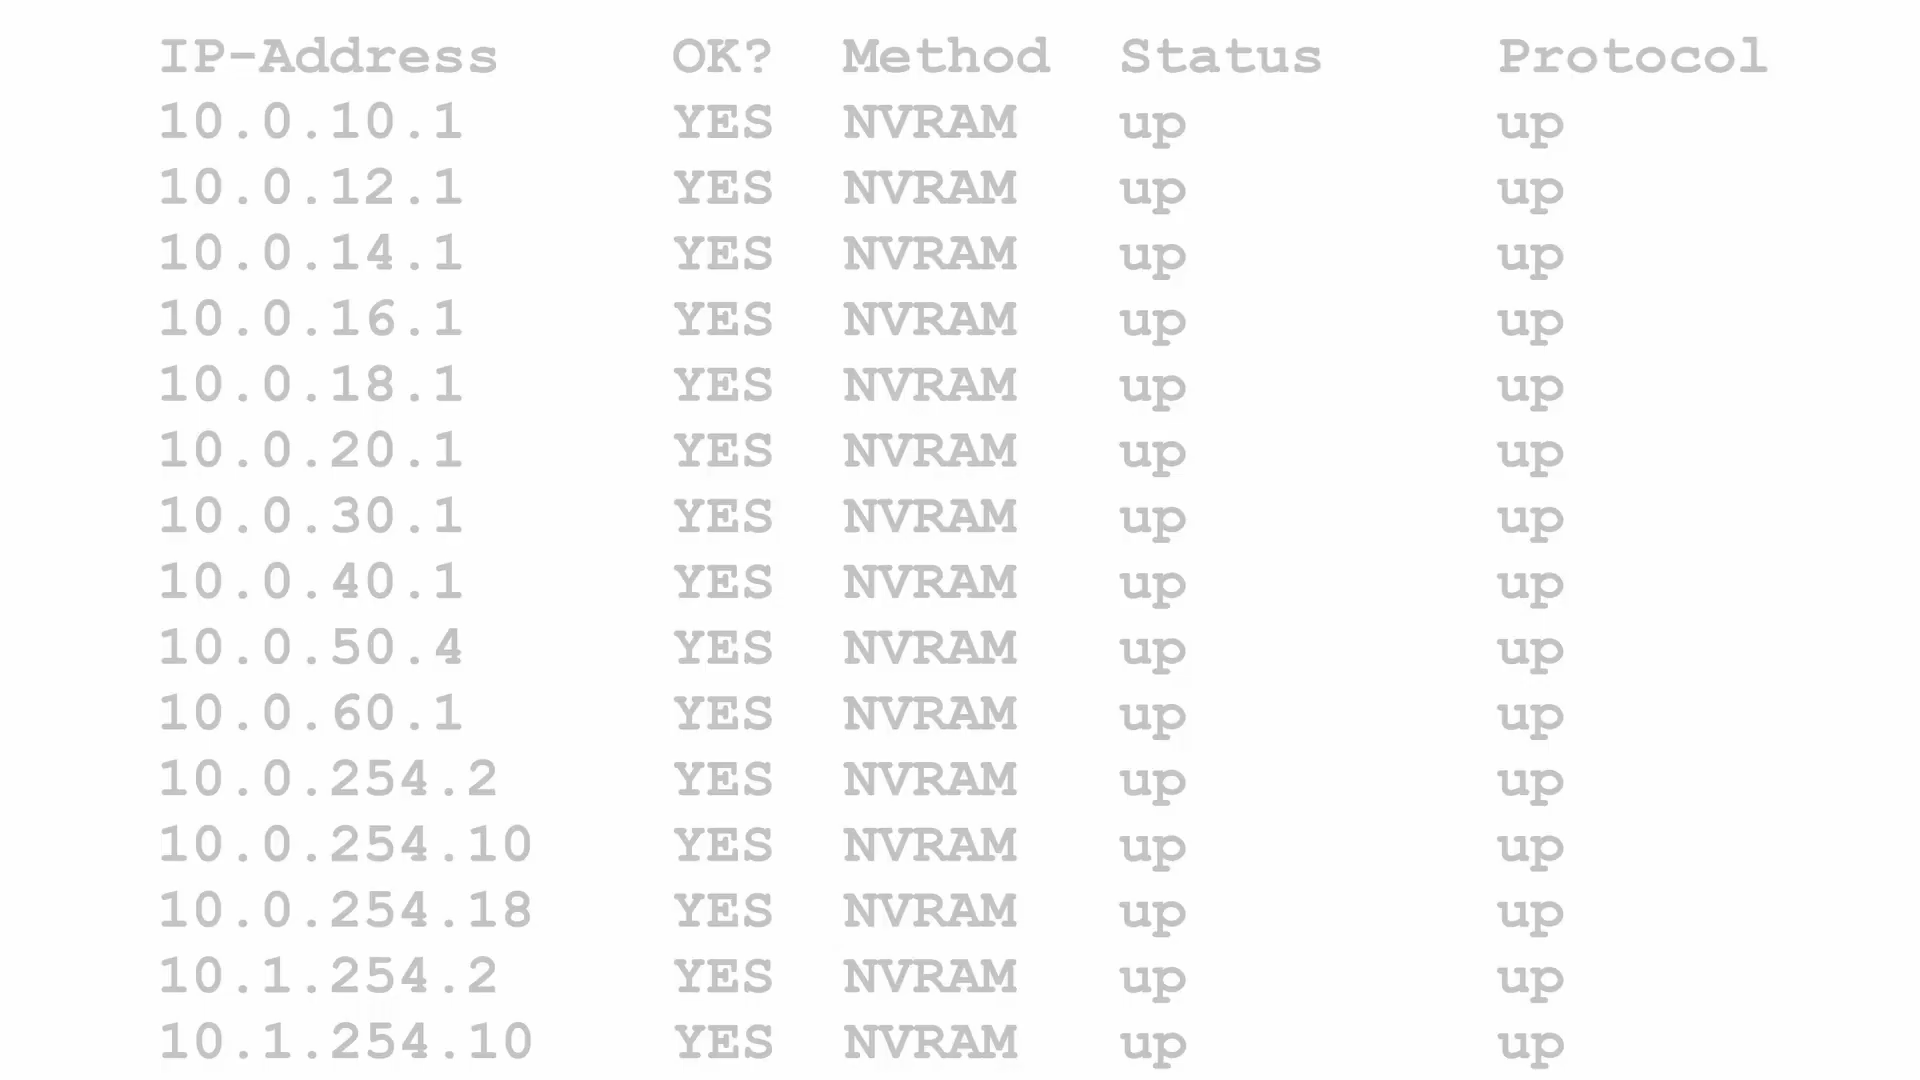 IP-Address OK? Method Status Protocol
10.0.10.1 YES NVRAM up up
10.0.12.1 YES NVRAM up up
10.0.14.1 YES NVRAM up up
10.0.16.1 YES NVRAM up up
10.0.18.1 YES NVRAM up up
10.0.20.1 YES NVRAM up up
10.0.30.1 YES NVRAM up up
10.0.40.1 YES NVRAM up up
10.0.50.4 YES NVRAM up up
10.0.60.1 YES NVRAM up up
10.0.254.2 YES NVRAM up up
10.0.254.10 YES NVRAM up up
10.0.254.18 YES NVRAM up up
10.1.254.2 YES NVRAM up up
10.1.254.10 YES NVRAM up up